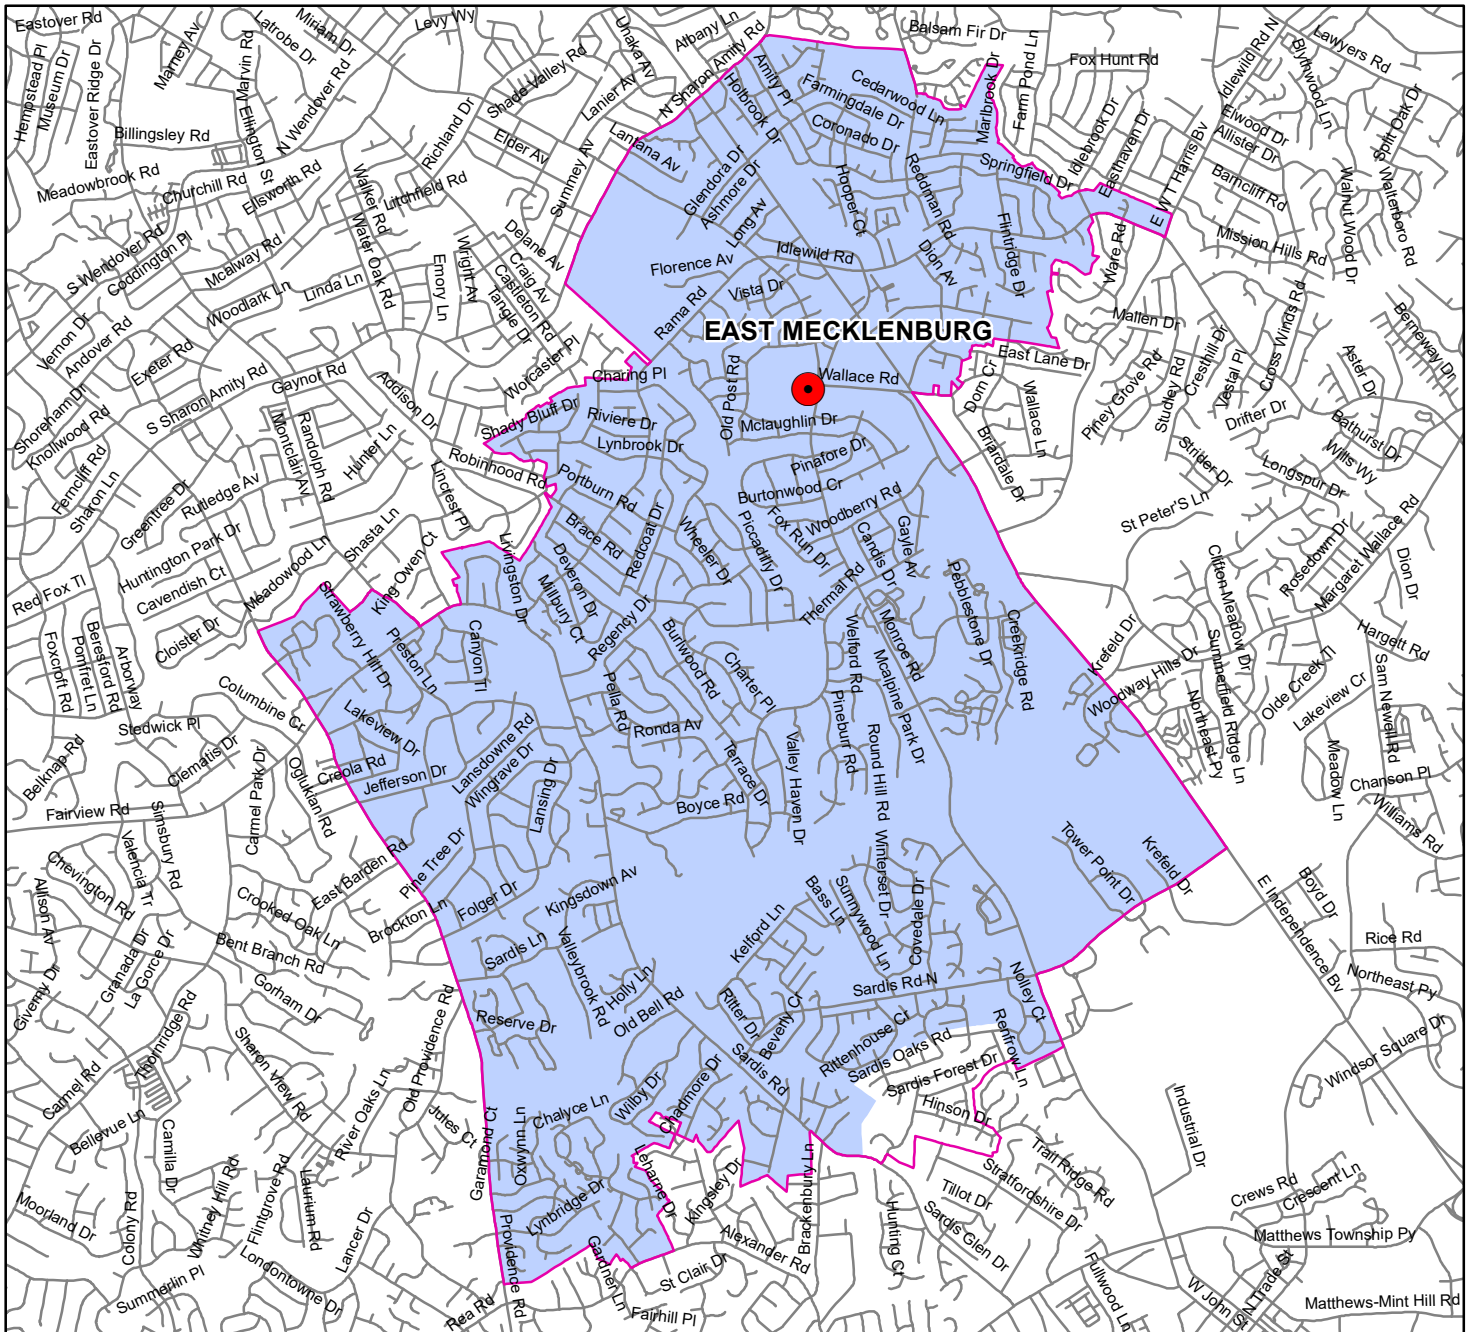 Eastover Rd
Latrobe Dr
Miriam Dr
Levy Wy
Unaka Av
Albany Ln
N Sharon Amity Rd
Balsam Fir Dr
Idlewild Rd N
Lawyers Rd
Hempstead Pl
Museum Dr
Eastover Ridge Dr
Marney Av
Marvin Rd
Ellington St
N Wendover Rd
Richland Dr
Shade Valley Rd
Lanier Av
Amity Pl
Holbrook Dr
Farmingdale Dr
Cedarwood Ln
Coronado Dr
Marlbrook Dr
Farm Pond Ln
Fox Hunt Rd
Idlebrook Dr
Easthaven Dr
E W T Harris Bv
Blythwood Ln
Elwood Dr
Allister Dr
Split Oak Dr
Billingsley Rd
Elder Av
Lantana Av
Summey Av
Meadowbrook Rd
Churchill Rd
Ellsworth Rd
Walker Rd
Litchfield Rd
Glendora Dr
Ashmore Dr
Long Av
Hooper Ct
Reddman Rd
Springfield Dr
Flintridge Dr
Barncliff Rd
Walnut Wood Dr
Waterboro Rd
Mission Hills Rd
S Wendover Rd
Coddington Pl
Mcalway Rd
Water Oak Rd
Delane Av
Wright Av
Craig Av
Castleton Rd
Tangle Dr
Emory Ln
Florence Av
Idlewild Rd
Dion Av
Ware Rd
Woodlark Ln
Linda Ln
Rama Rd
Vista Dr
Vernon Dr
Andover Rd
Exeter Rd
Worcaster Pl
EAST MECKLENBURG
Mallen Dr
Cross Winds Rd
Berneway Dr
East Lane Dr
Cresthill Dr
Vestal Pl
Aster Dr
Shoreham Dr
Knollwood Rd
S Sharon Amity Rd
Gaynor Rd
Addison Dr
Charing Pl
Old Post Rd
Wallace Rd
Dorn Ct
Wallace Ln
Piney Grove Rd
Studley Rd
Drifter Dr
Bathurst Dr
Montclair Av
Randolph Rd
Hunter Ln
Shady Bluff Dr
Riviere Dr
Lynbrook Dr
Mclaughlin Dr
Briardale Dr
Strider Dr
Wills Wy
Ferncliff Rd
Sharon Ln
Greentree Dr
Rutledge Av
Robinhood Rd
Lincrest Pl
Portburn Rd
Pinafore Dr
Burtonwood Cr
Longspur Dr
Huntington Park Dr
Shasta Ln
Brace Rd
Redcoat Dr
Wheeler Dr
Piccadilly Dr
Fox Run Dr
Woodberry Rd
Candis Dr
Gayle Av
St Peter'S Ln
Rosedown Dr
Margaret Wallace Rd
Red Fox Tl
Cavendish Ct
Meadowood Ln
King Owen Ct
Livingston Dr
Deveron Dr
Millbury Ct
Regency Dr
Thermal Rd
Pebblestone Dr
Clifton Meadow Dr
Dion Dr
Foxcroft Rd
Pomfret Ln
Beresford Rd
Arborway
Cloister Dr
Strawberry Hill Dr
Preston Ln
Canyon Tl
Burlwood Rd
Welford Rd
Monroe Rd
Creekridge Rd
Krefeld Dr
Summerfield Ridge Ln
Hargett Rd
Columbine Cr
Charter Pl
Mcalpine Park Dr
Woodway Hills Dr
Olde Creek Tl
Lakeview Cr
Sam Newell Rd
Stedwick Pl
Lakeview Dr
Pella Rd
Ronda Av
Pineburr Rd
Northeast Py
Belknap Rd
Clematis Dr
Oglukian Rd
Creola Rd
Jefferson Dr
Lansdowne Rd
Wingrave Dr
Lansing Dr
Terrace Dr
Valley Haven Dr
Round Hill Rd
Meadow Ln
Chanson Pl
Fairview Rd
Simsbury Rd
Carmel Park Dr
Boyce Rd
Williams Rd
Chevington Rd
Valencia Tr
East Barden Rd
Pine Tree Dr
Winterset Dr
Tower Point Dr
Krefeld Dr
Allison Av
Crooked Oak Ln
Brockton Ln
Folger Dr
Kingsdown Av
Bass Ln
Sunnywood Ln
Covedale Dr
E Independence Bv
Boyd Dr
Granada Dr
La Gorce Dr
Bent Branch Rd
Sardis Ln
Valleybrook Rd
Kelford Ln
Rice Rd
Giverny Dr
Gorham Dr
Holly Ln
Old Bell Rd
Sardis Rd N
Nolley Ct
Northeast Py
Thornridge Rd
Sharon View Rd
Old Providence Rd
Reserve Dr
Ritter Dr
Beverly Cr
Rittenhouse Cr
Sardis Oaks Rd
Renfrow Ln
Windsor Square Dr
Carmel Rd
Sardis Rd
Sardis Forest Dr
Bellevue Ln
River Oaks Ln
Jules Ct
Garamond Ct
Oxmynn Ln
Chalyce Ln
Wilby Dr
Chadmore Dr
Hinson Dr
Industrial Dr
Camilla Dr
Whitney Hill Rd
Flintgrove Rd
Laurium Rd
Leharne Dr
Kingsley Dr
Brackenbury Ln
Trail Ridge Rd
Staffordshire Dr
Tillot Dr
Crews Rd
Crescent Ln
Moorland Dr
Colony Rd
Lancer Dr
Lynbridge Dr
Providence Rd
Alexander Rd
Hunting Ct
Sardis Glen Dr
Matthews Township Py
Londontowne Dr
Gardner Ln
St Clair Dr
Fullwood Ln
W John St
N Trade St
Summerlin Pl
Rea Rd
Fairhill Pl
Matthews-Mint Hill Rd